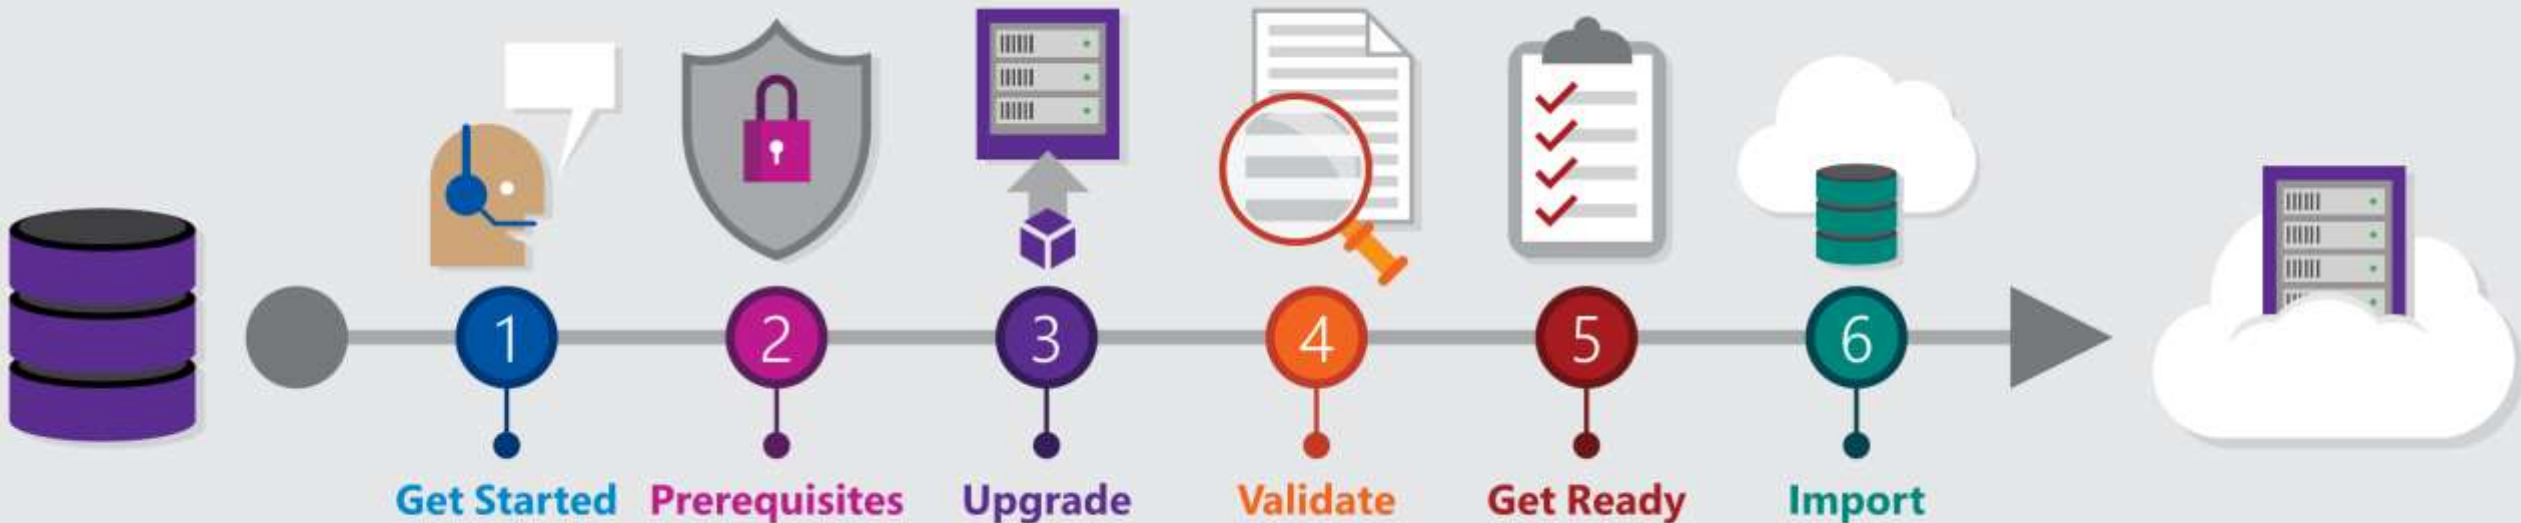 1 2 3 4 5 6
Get Started Prerequisites Upgrade Validate Get Ready Import